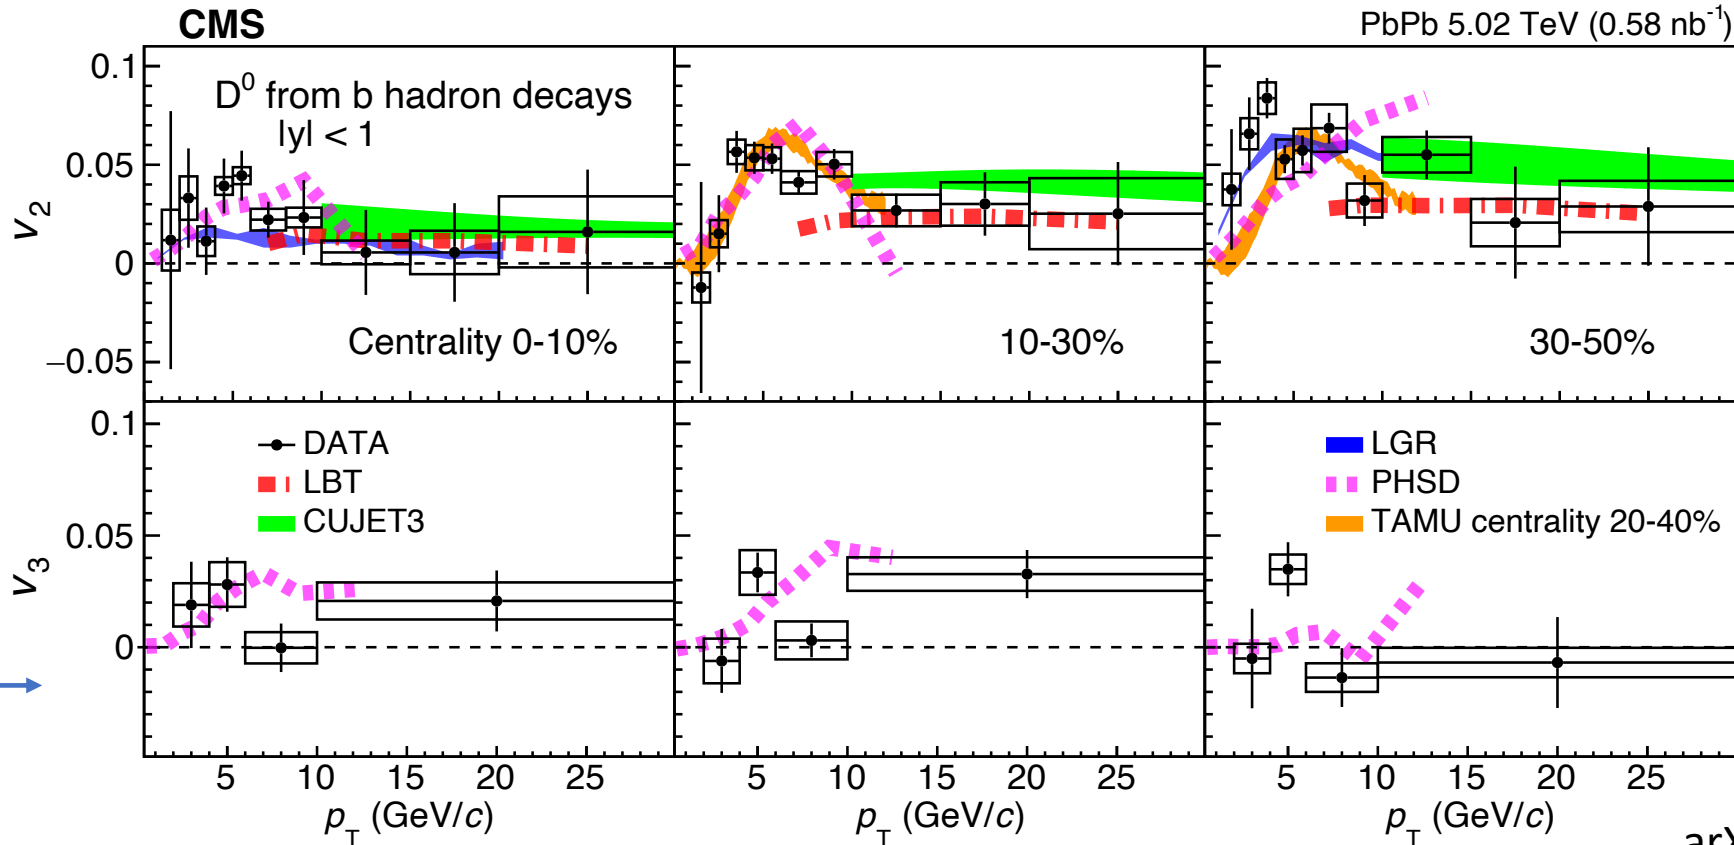 CMS
PbPb 5.02 TeV (0.58 nb⁻¹)
v₂
0.1
0.05
0
−0.05
D⁰ from b hadron decays
|y| < 1
Centrality 0-10%
10-30%
30-50%
v₃
0.1
0.05
0
DATA
LBT
CUJET3
LGR
PHSD
TAMU centrality 20-40%
5 10 15 20 25
5 10 15 20 25
5 10 15 20 25
p_T (GeV/c)
p_T (GeV/c)
p_T (GeV/c)